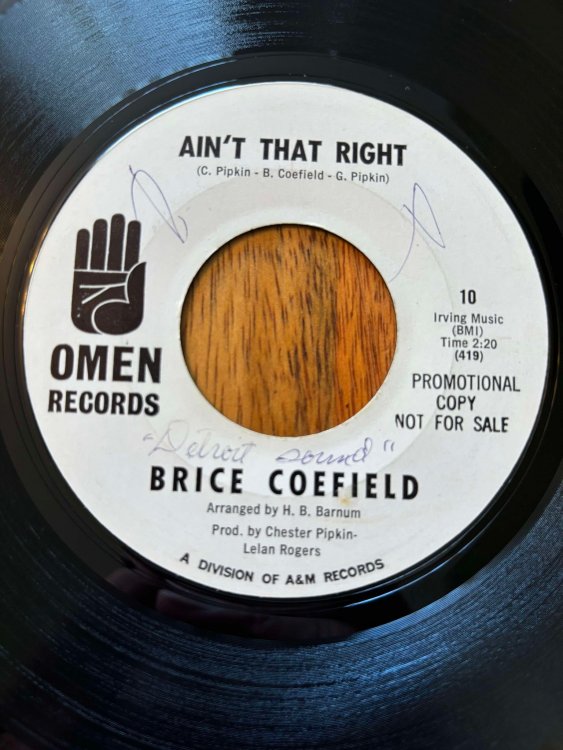 AIN'T THAT RIGHT
(C. Pipkin - B. Coefield - G. Pipkin)
OMEN
RECORDS
10
Irving Music
(BMI)
Time 2:20
(419)
PROMOTIONAL
COPY
NOT FOR SALE
"Detroit sound"
BRICE COEFIELD
Arranged by H. B. Barnum
Prod. by Chester Pipkin-
Lelan Rogers
A DIVISION OF A&M RECORDS